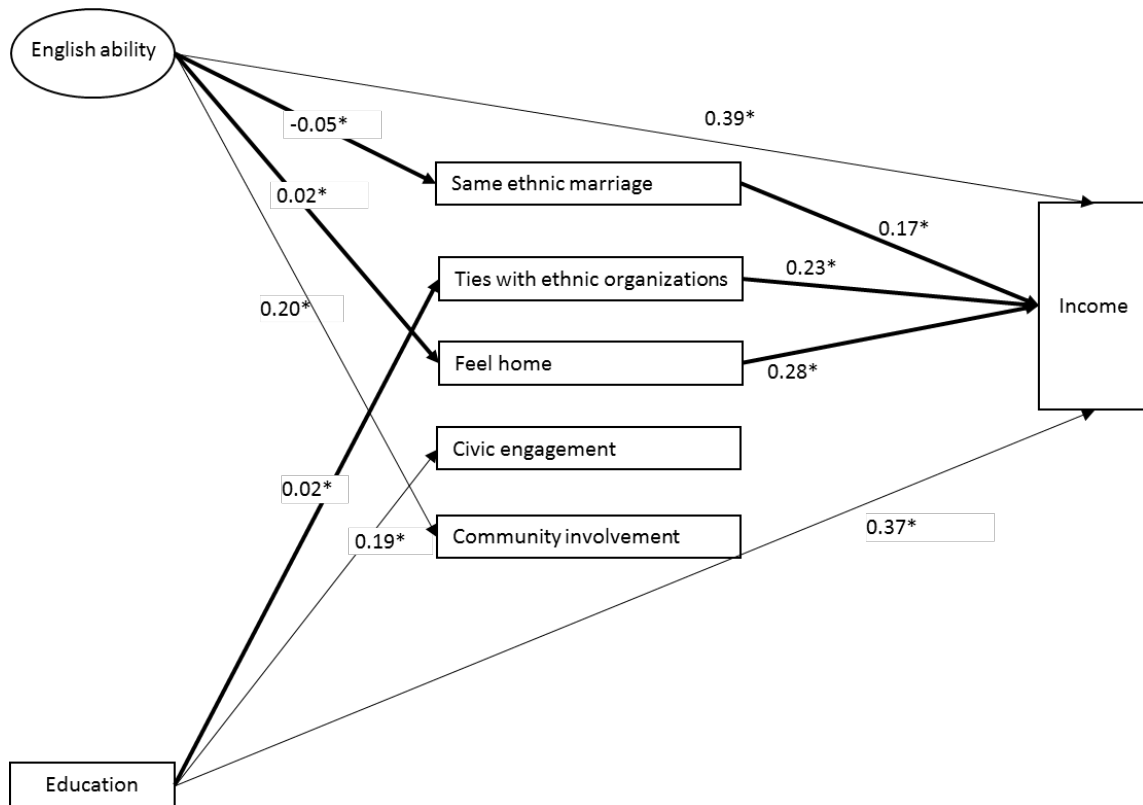 English ability
0.39*
-0.05*
Same ethnic marriage
0.02*
0.17*
Ties with ethnic organizations
0.23*
0.20*
Income
Feel home
0.28*
Civic engagement
0.02*
0.19*
Community involvement
0.37*
Education